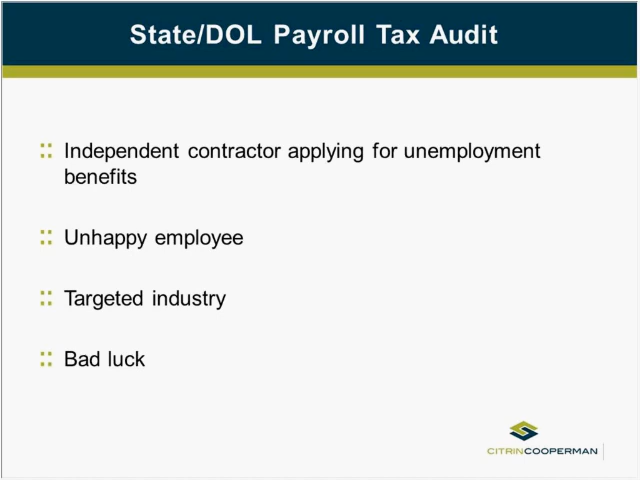 State/DOL Payroll Tax Audit
Independent contractor applying for unemployment
benefits
Unhappy employee
Targeted industry
Bad luck
CITRINCOOPERMAN